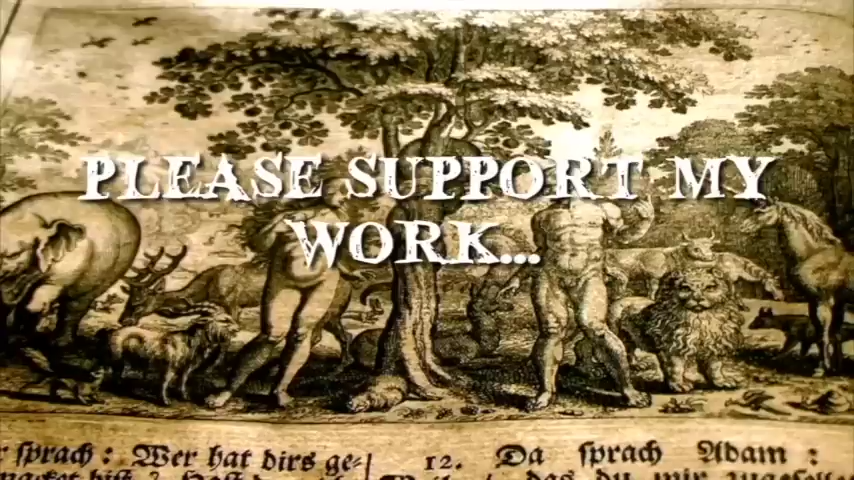 PLEASE SUPPORT MY
WORK...
sprach: Wer hat dirs ge⸗
12. Da sprach Adam: